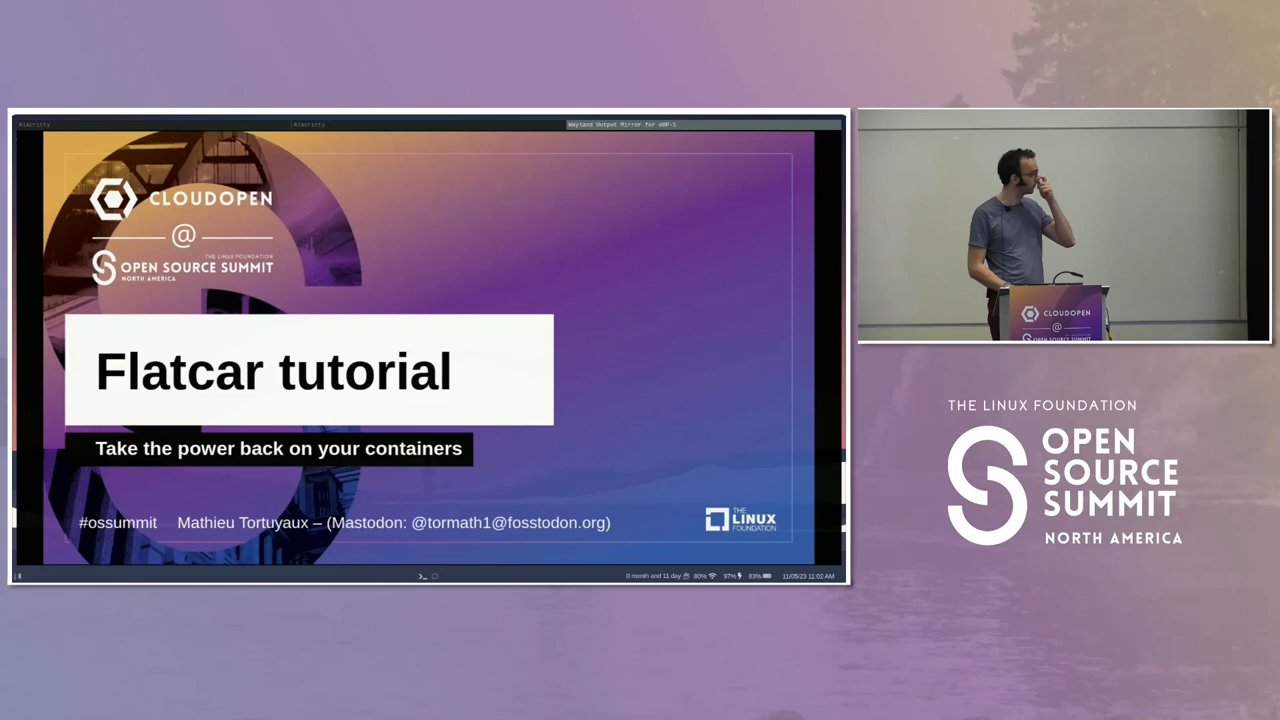 Alacritty
Alacritty
Wayland Output Mirror for eDP-1
CLOUDOPEN
@
THE LINUX FOUNDATION
OPEN SOURCE SUMMIT
NORTH AMERICA
Flatcar tutorial
Take the power back on your containers
#ossummit Mathieu Tortuyaux – (Mastodon: @tormath1@fosstodon.org)
THE
LINUX
FOUNDATION
0 month and 11 day 80% 97% 83% 11/05/23 11:02 AM
CLOUDOPEN
@
OPEN SOURCE SUMMIT
THE LINUX FOUNDATION
OPEN
SOURCE
SUMMIT
NORTH AMERICA